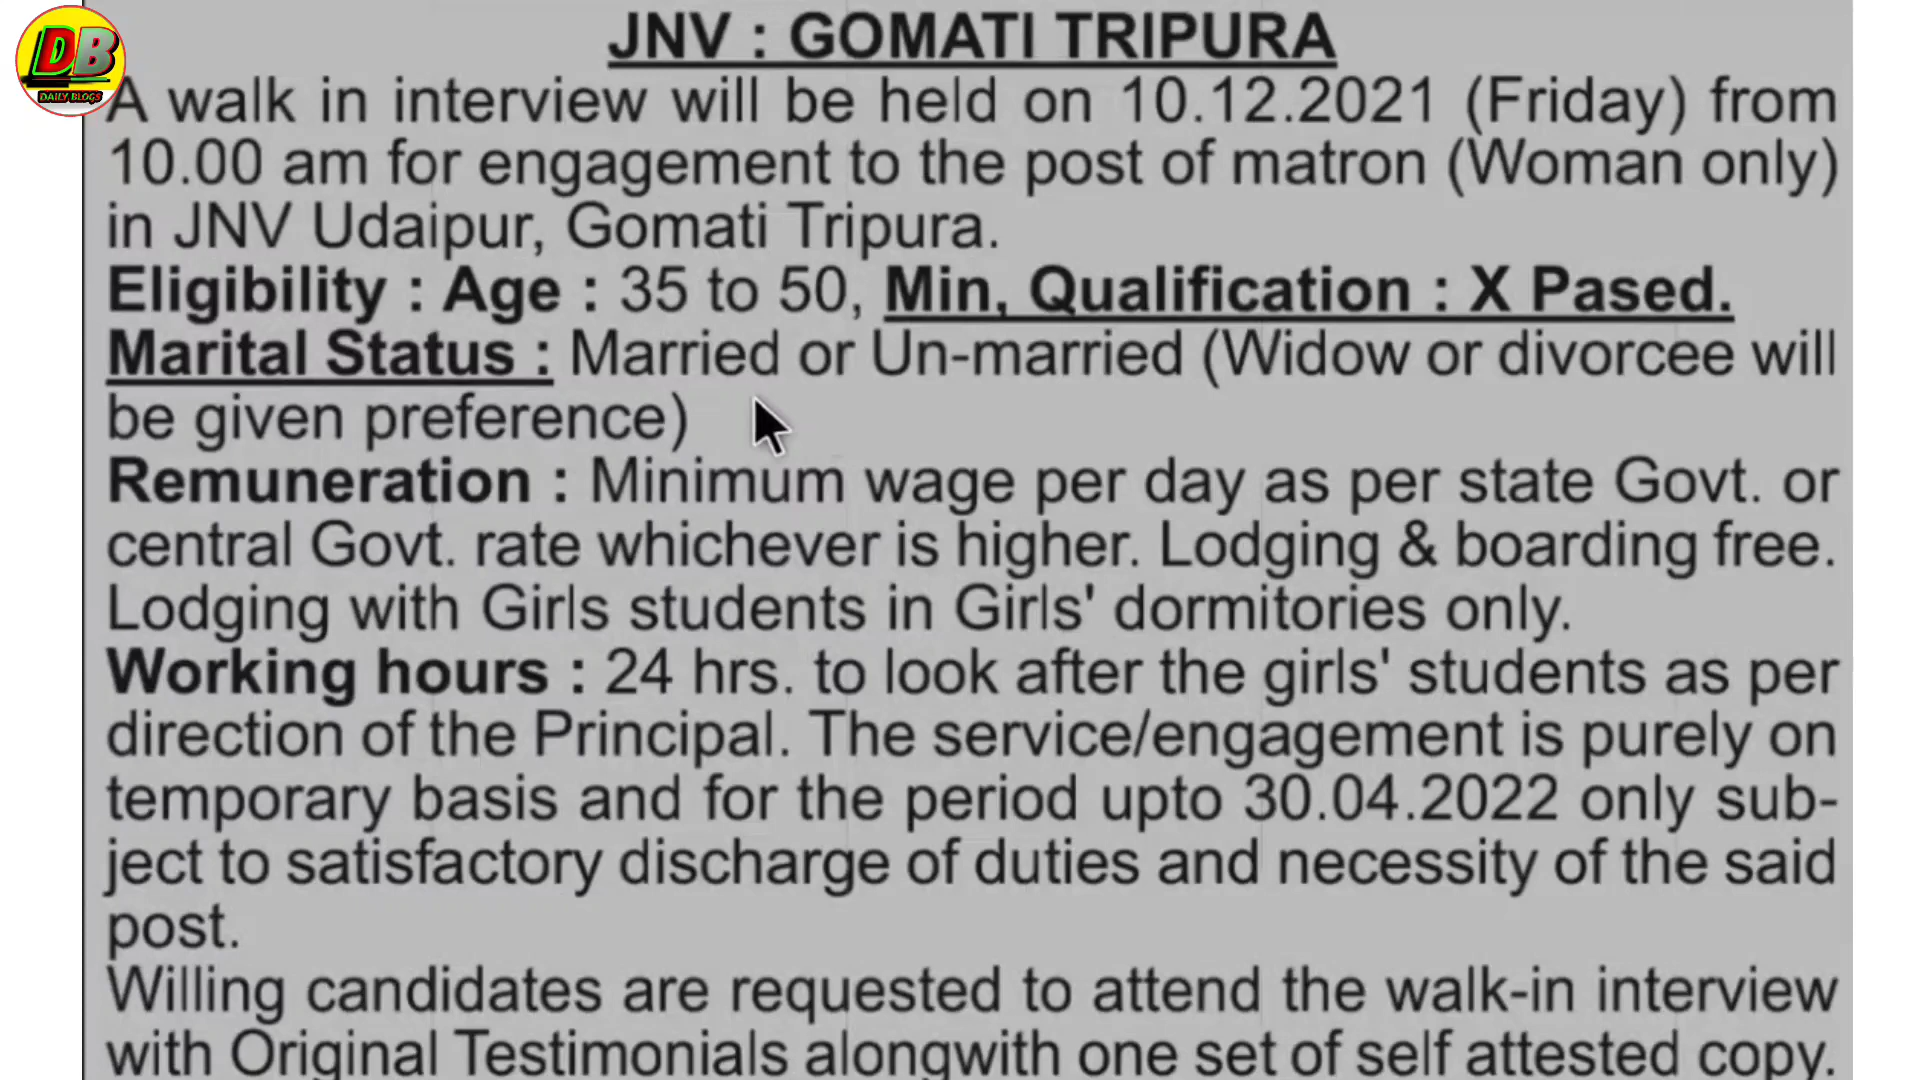 DB
DAILY BLOGS
JNV : GOMATI TRIPURA
A walk in interview will be held on 10.12.2021 (Friday) from
10.00 am for engagement to the post of matron (Woman only)
in JNV Udaipur, Gomati Tripura.
Eligibility : Age : 35 to 50, Min, Qualification : X Pased.
Marital Status : Married or Un-married (Widow or divorcee will
be given preference)
Remuneration : Minimum wage per day as per state Govt. or
central Govt. rate whichever is higher. Lodging & boarding free.
Lodging with Girls students in Girls' dormitories only.
Working hours : 24 hrs. to look after the girls' students as per
direction of the Principal. The service/engagement is purely on
temporary basis and for the period upto 30.04.2022 only sub-
ject to satisfactory discharge of duties and necessity of the said
post.
Willing candidates are requested to attend the walk-in interview
with Original Testimonials alongwith one set of self attested copy.